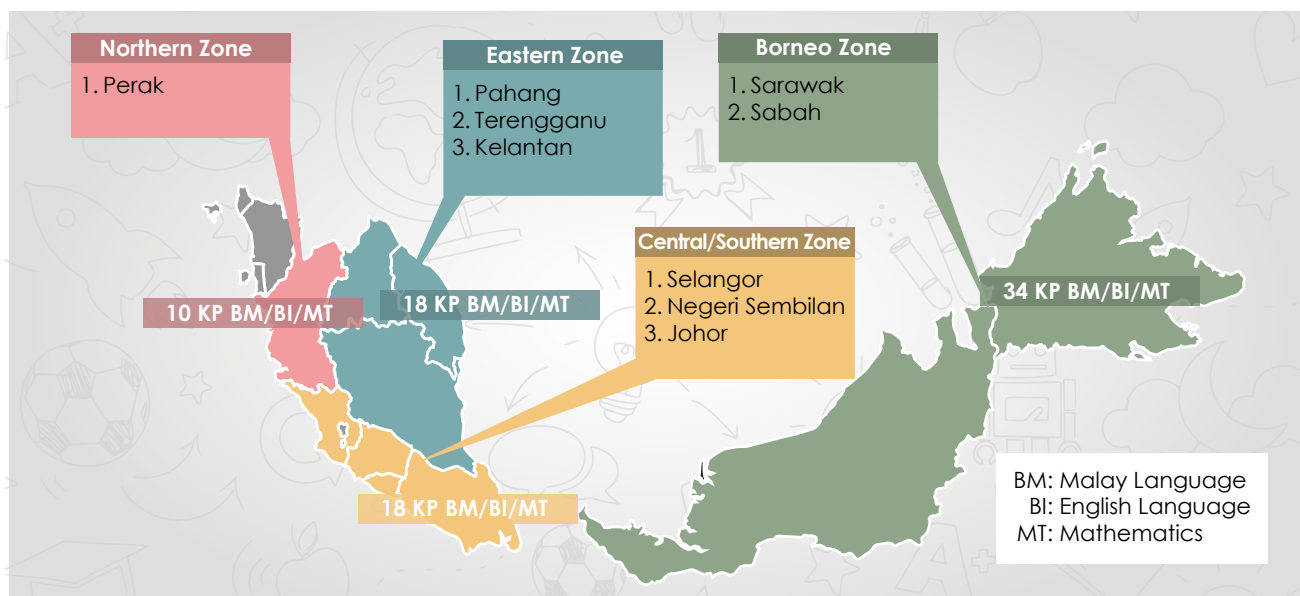 Northern Zone
1. Perak
Eastern Zone
1. Pahang
2. Terengganu
3. Kelantan
Borneo Zone
1. Sarawak
2. Sabah
Central/Southern Zone
1. Selangor
2. Negeri Sembilan
3. Johor
10 KP BM/BI/MT
18 KP BM/BI/MT
34 KP BM/BI/MT
18 KP BM/BI/MT
BM: Malay Language
BI: English Language
MT: Mathematics